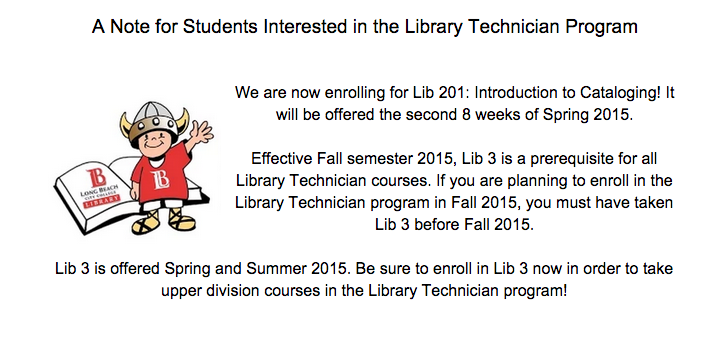 A Note for Students Interested in the Library Technician Program
We are now enrolling for Lib 201: Introduction to Cataloging! It
will be offered the second 8 weeks of Spring 2015.
Effective Fall semester 2015, Lib 3 is a prerequisite for all
Library Technician courses. If you are planning to enroll in the
Library Technician program in Fall 2015, you must have taken
Lib 3 before Fall 2015.
LB
LONG BEACH
CITY COLLEGE
LIBRARY
LB
Lib 3 is offered Spring and Summer 2015. Be sure to enroll in Lib 3 now in order to take
upper division courses in the Library Technician program!